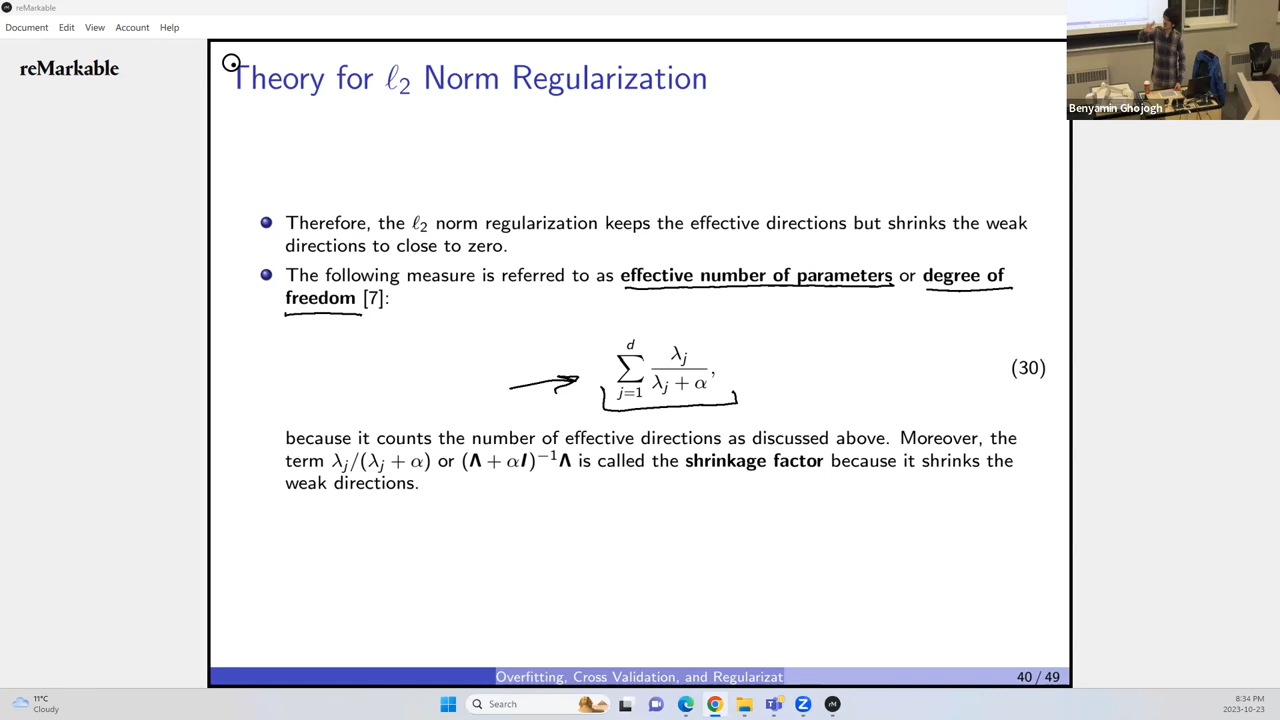 reMarkable
Document Edit View Account Help
reMarkable
Theory for ℓ2 Norm Regularization
Benyamin Ghojogh
Therefore, the ℓ2 norm regularization keeps the effective directions but shrinks the weak
directions to close to zero.
The following measure is referred to as effective number of parameters or degree of
freedom [7]:
∑_{j=1}^{d} λj / (λj + α), (30)
because it counts the number of effective directions as discussed above. Moreover, the
term λj/(λj + α) or (Λ + αI)^−1Λ is called the shrinkage factor because it shrinks the
weak directions.
Overfitting, Cross Validation, and Regularizat 40 / 49
11°C
Cloudy
Search
8:34 PM
2023-10-23